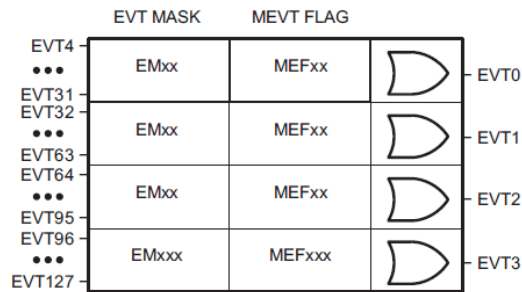 EVT MASK MEVT FLAG
EVT4
EMxx MEFxx EVT0
•••
EVT31
EVT32
EMxx MEFxx EVT1
•••
EVT63
EVT64
EMxx MEFxx EVT2
•••
EVT95
EVT96
EMxxx MEFxxx EVT3
•••
EVT127